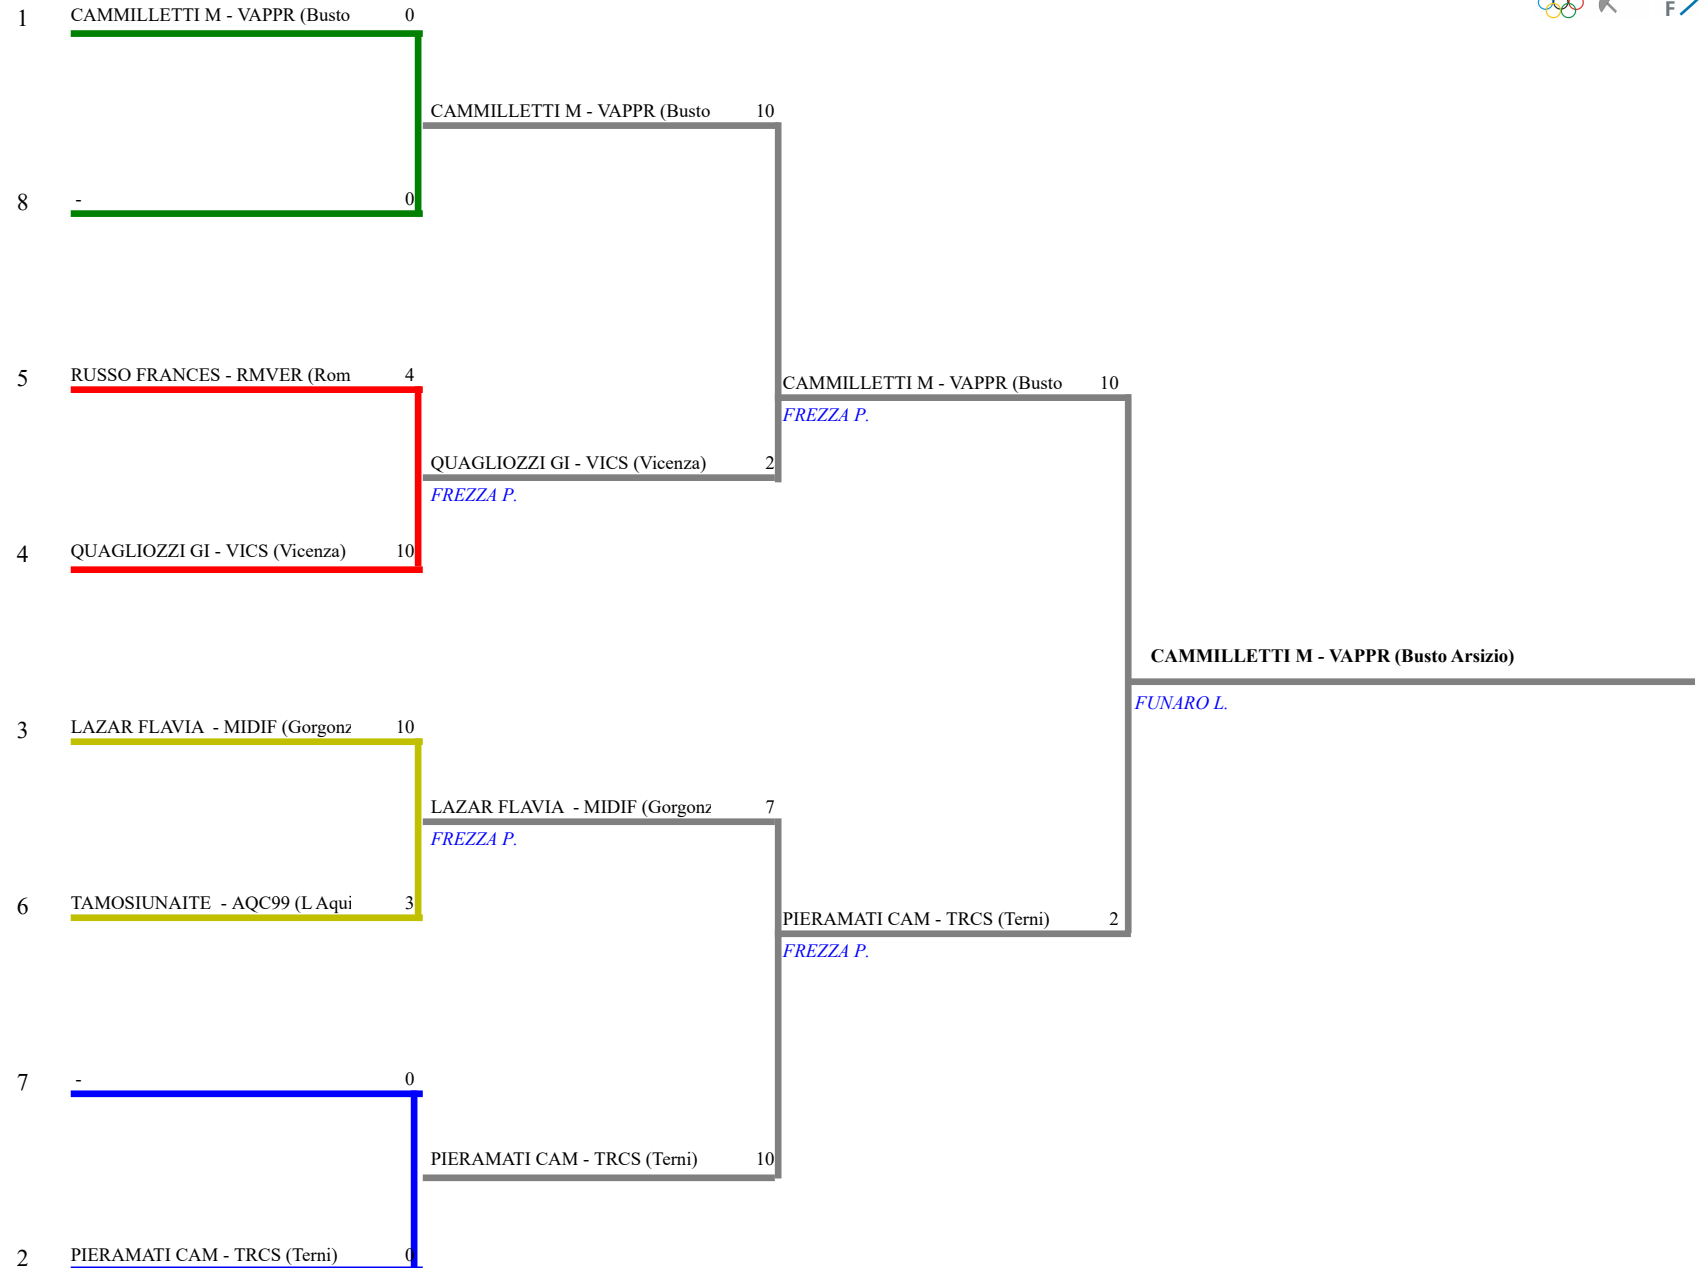 F
1 CAMMILLETTI M - VAPPR (Busto 0
CAMMILLETTI M - VAPPR (Busto 10
8 - 0
5 RUSSO FRANCES - RMVER (Rom 4
CAMMILLETTI M - VAPPR (Busto 10
FREZZA P.
QUAGLIOZZI GI - VICS (Vicenza) 2
FREZZA P.
4 QUAGLIOZZI GI - VICS (Vicenza) 10
CAMMILLETTI M - VAPPR (Busto Arsizio)
FUNARO L.
3 LAZAR FLAVIA - MIDIF (Gorgonz 10
LAZAR FLAVIA - MIDIF (Gorgonz 7
FREZZA P.
6 TAMOSIUNAITE - AQC99 (L Aqui 3
PIERAMATI CAM - TRCS (Terni) 2
FREZZA P.
7 - 0
PIERAMATI CAM - TRCS (Terni) 10
2 PIERAMATI CAM - TRCS (Terni) 0